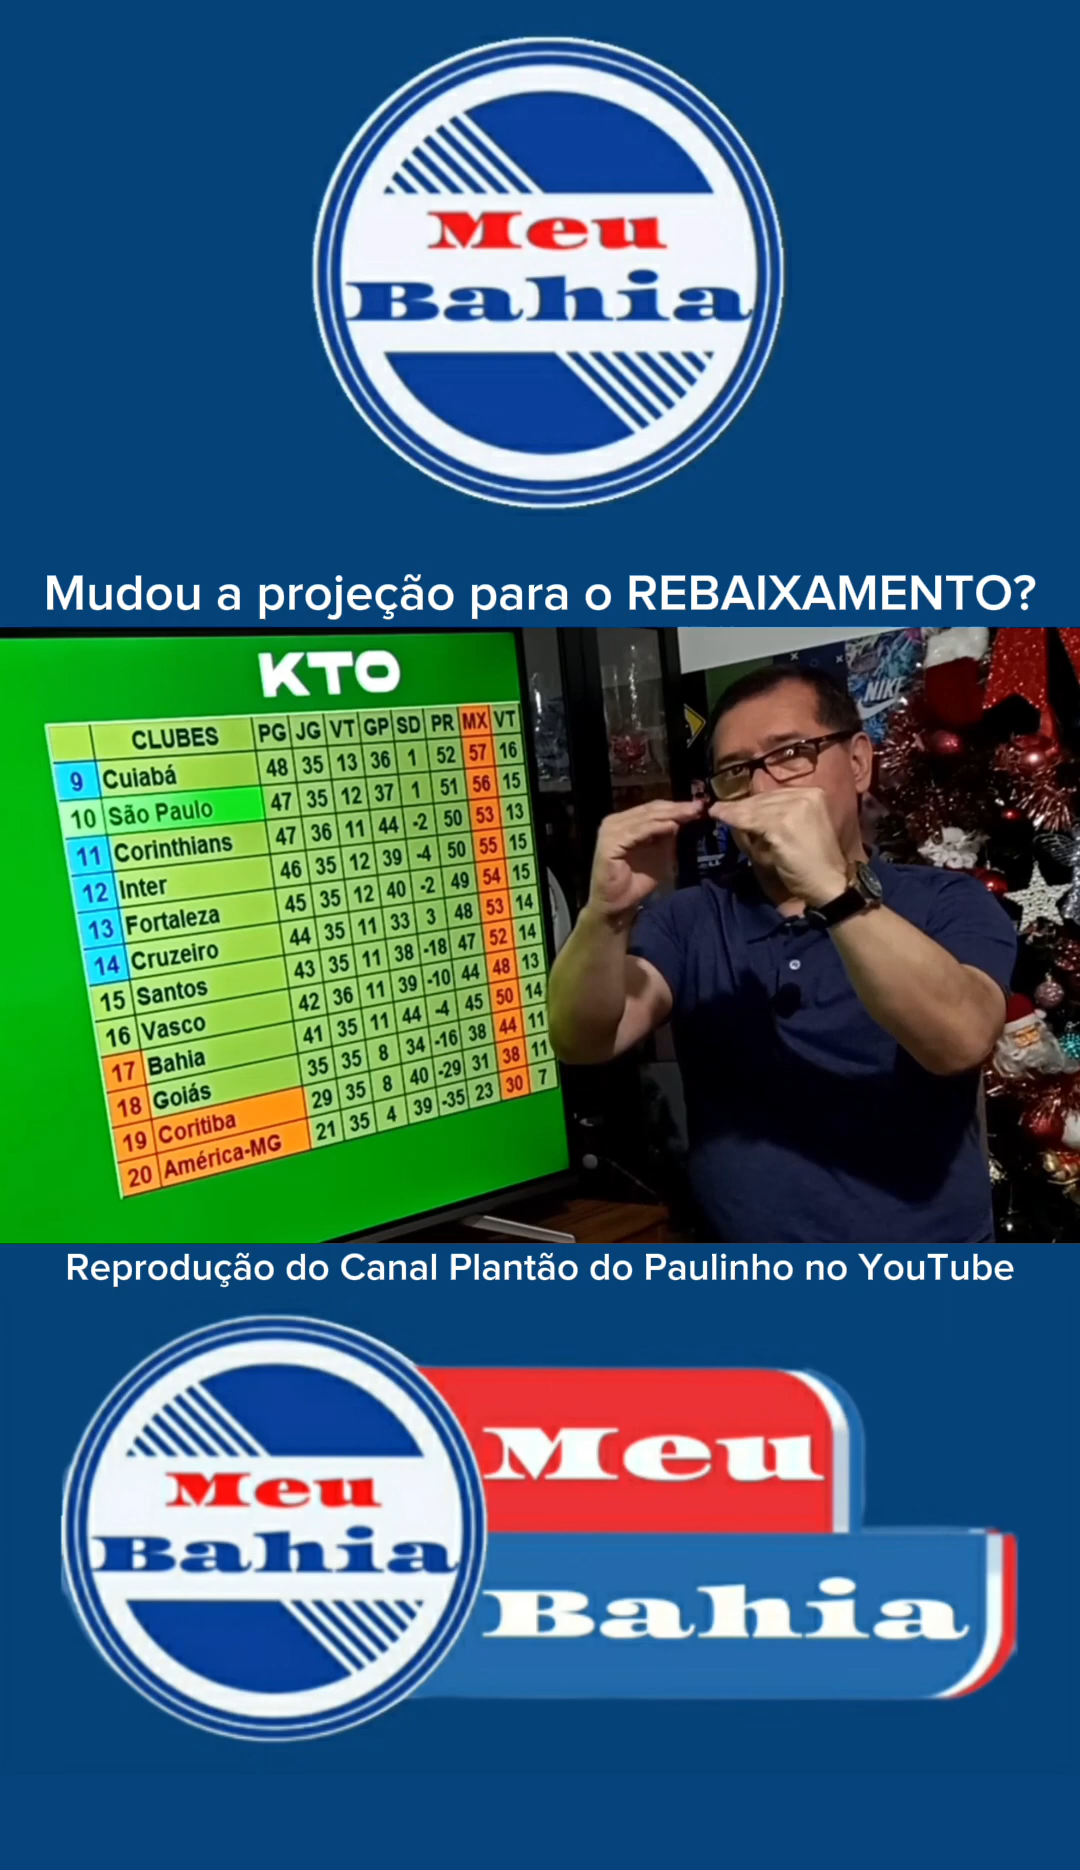 Meu
Bahia
Mudou a projeção para o REBAIXAMENTO?
KTO
CLUBES PG JG VT GP SD PR MX VT
9 Cuiabá 48 35 13 36 1 52 57 16
10 São Paulo 47 35 12 37 1 51 56 15
11 Corinthians 47 36 11 44 -2 50 53 13
12 Inter 46 35 12 39 -4 50 55 15
13 Fortaleza 45 35 12 40 -2 49 54 15
14 Cruzeiro 44 35 11 33 3 48 53 14
15 Santos 43 35 11 38 -18 47 52 14
16 Vasco 42 36 11 39 -10 44 48 13
17 Bahia 41 35 11 44 -4 45 50 14
18 Goiás 35 35 8 34 -16 38 44 11
19 Coritiba 29 35 8 40 -29 31 38 11
20 América-MG 21 35 4 39 -35 23 30 7
NIKE
Reprodução do Canal Plantão do Paulinho no YouTube
Meu
Bahia
Meu
Bahia